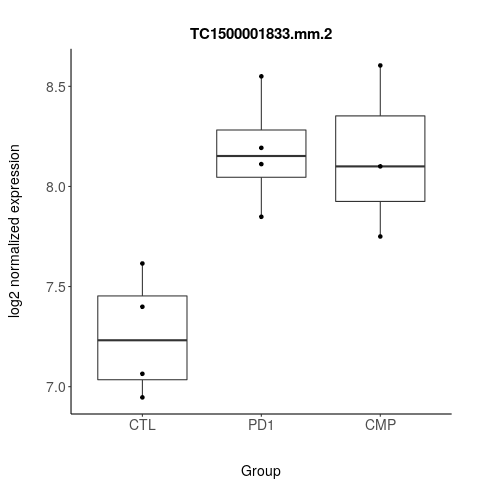 TC1500001833.mm.2
log2 normalized expression
8.5
8.0
7.5
7.0
CTL PD1 CMP
Group